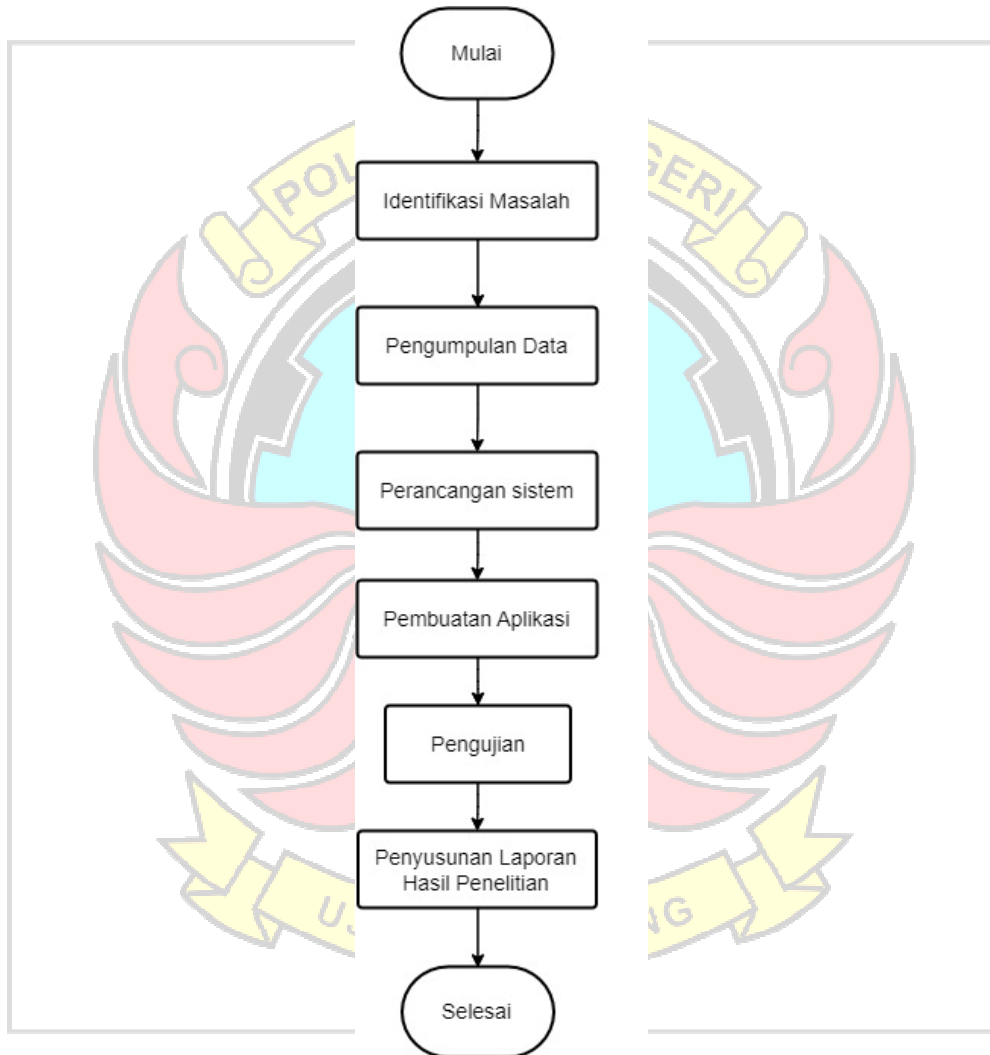 Mulai
Identifikasi Masalah
Pengumpulan Data
Perancangan sistem
Pembuatan Aplikasi
Pengujian
Penyusunan Laporan
Hasil Penelitian
Selesai